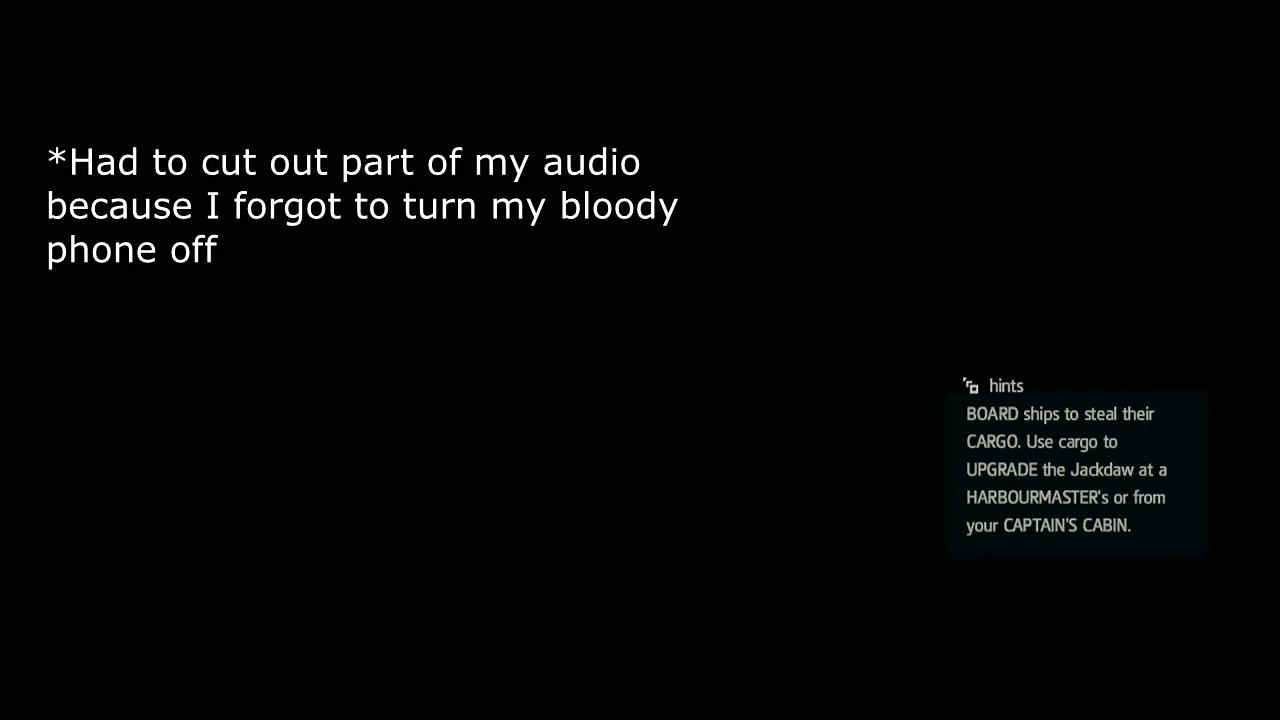 *Had to cut out part of my audio
because I forgot to turn my bloody
phone off
hints
BOARD ships to steal their
CARGO. Use cargo to
UPGRADE the Jackdaw at a
HARBOURMASTER's or from
your CAPTAIN'S CABIN.